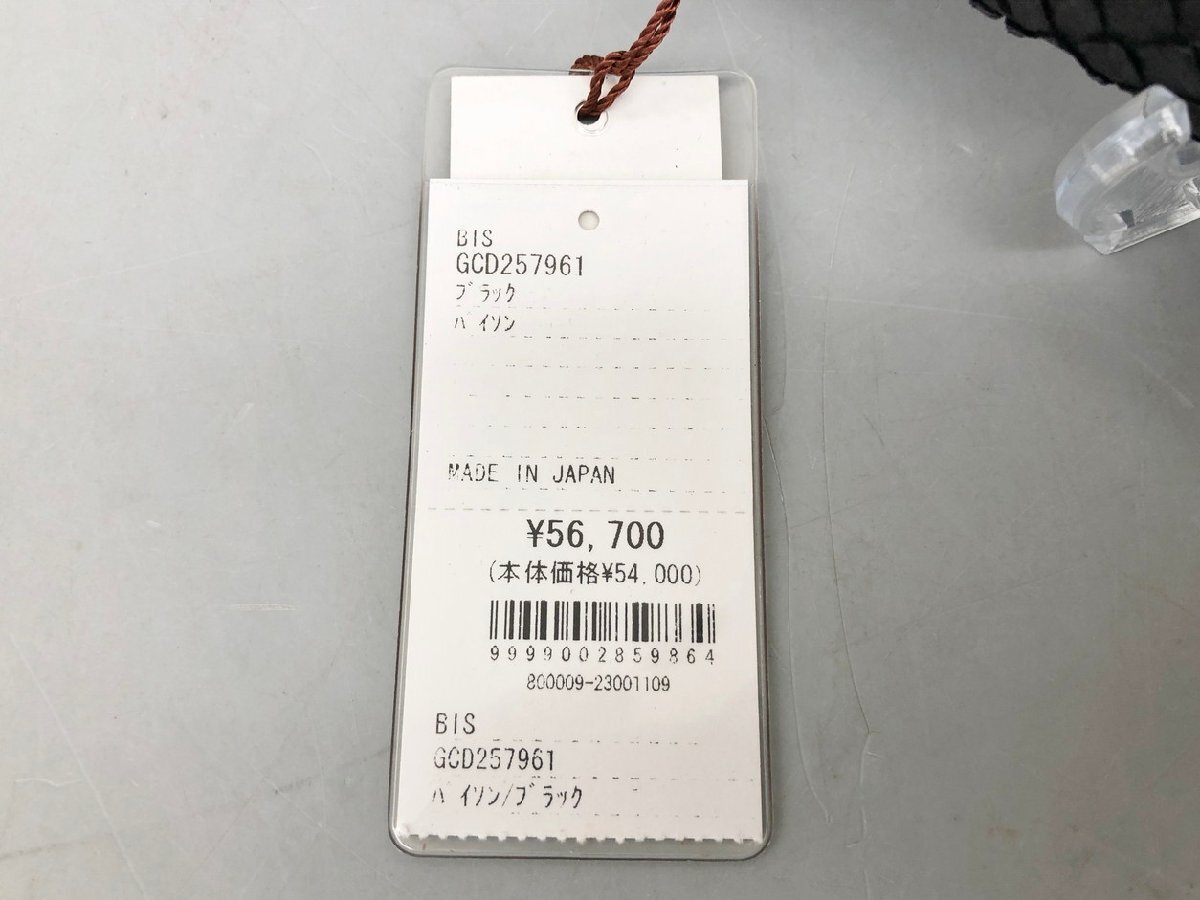 BIS
GCD257961
ﾌﾞﾗｯｸ
ﾊﾟｲｿﾝ
MADE IN JAPAN
¥56,700
(本体価格¥54,000)
9999002859864
800009-23001109
BIS
GCD257961
ﾊﾟｲｿﾝ/ﾌﾞﾗｯｸ